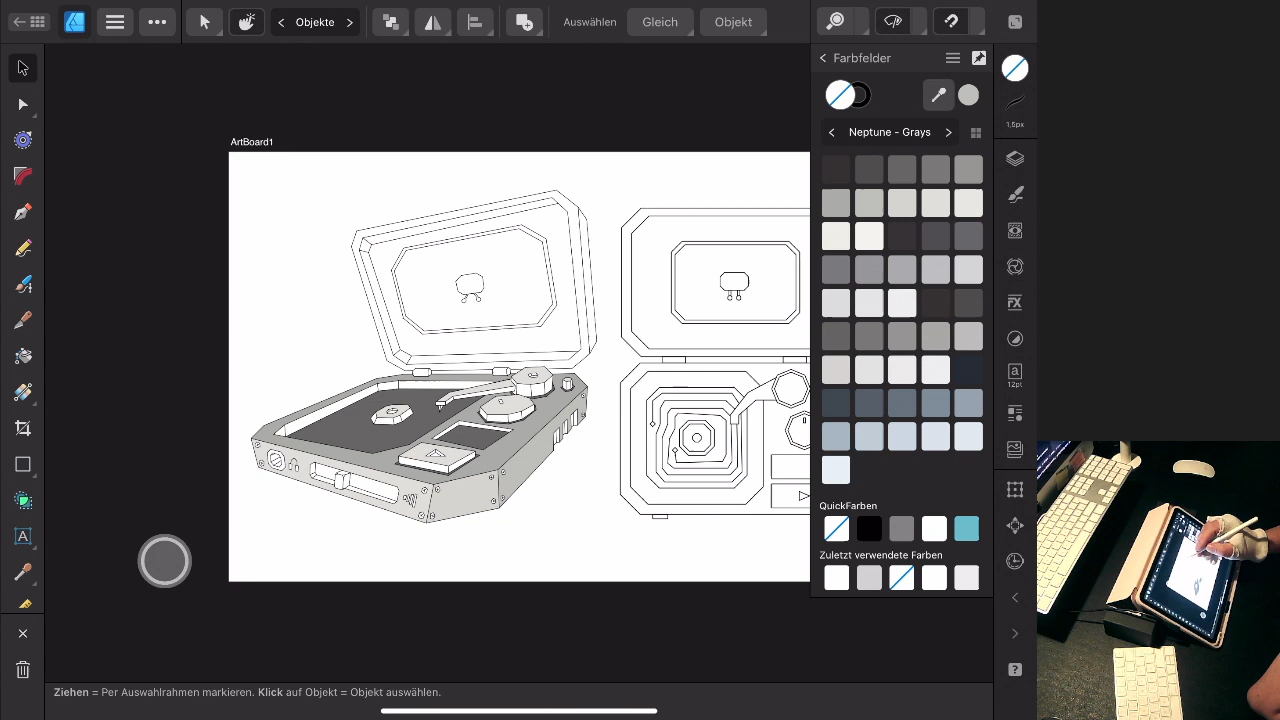 Objekte
Auswählen
Gleich
Objekt
Farbfelder
1,5px
Neptune - Grays
ArtBoard1
FX
a
12pt
QuickFarben
Zuletzt verwendete Farben
A
?
Ziehen = Per Auswahlrahmen markieren. Klick auf Objekt = Objekt auswählen.